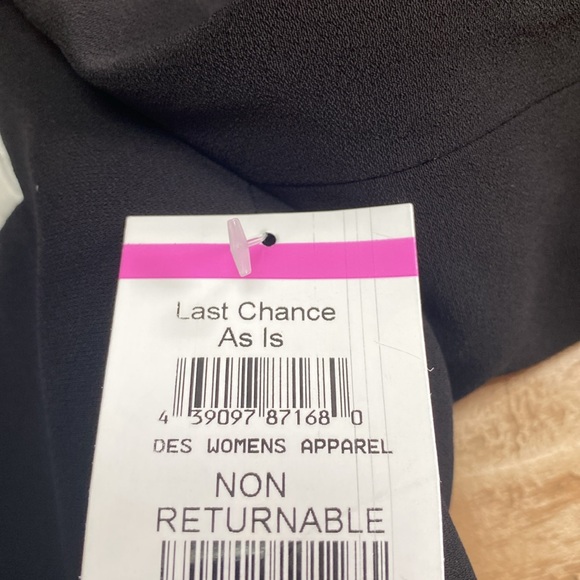 Last Chance
As Is
4 39097 87168 0
DES WOMENS APPAREL
NON
RETURNABLE